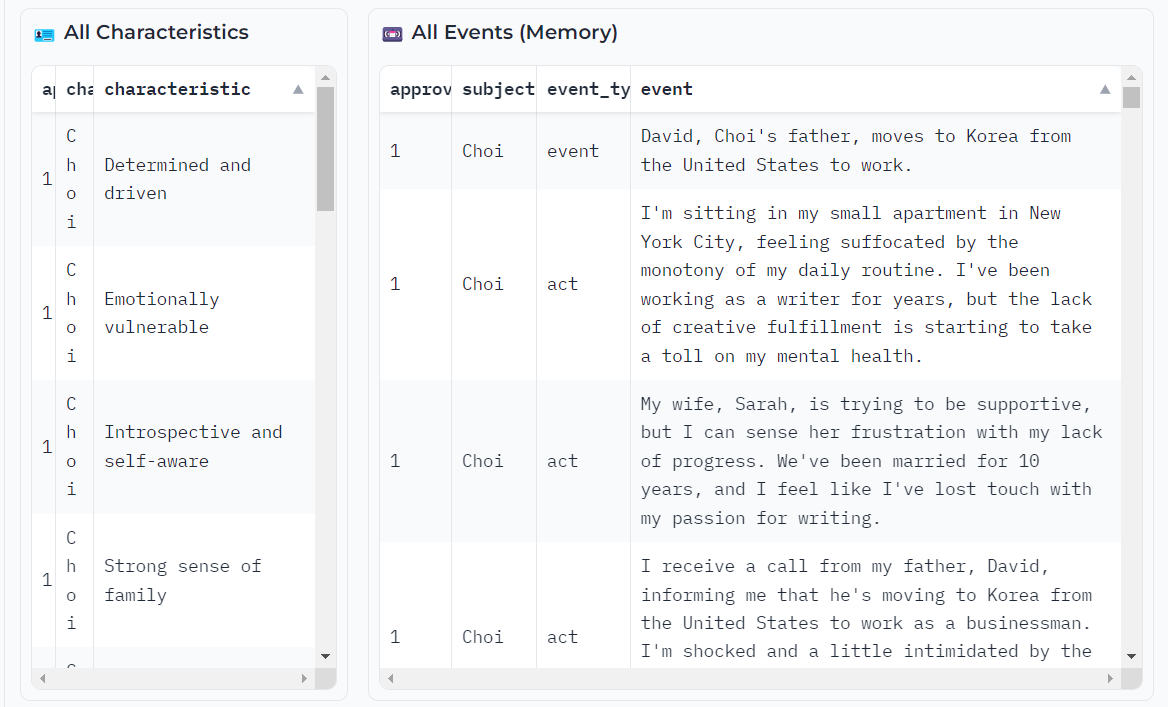 All Characteristics
cha characteristic
1
C
h
o
i
Determined and
driven
1
C
h
o
i
Emotionally
vulnerable
1
C
h
o
i
Introspective and
self-aware
1
C
h
o
i
Strong sense of
family
All Events (Memory)
approv subject event_ty event
1 Choi event
David, Choi's father, moves to Korea from
the United States to work.
1 Choi act
I'm sitting in my small apartment in New
York City, feeling suffocated by the
monotony of my daily routine. I've been
working as a writer for years, but the lack
of creative fulfillment is starting to take
a toll on my mental health.
1 Choi act
My wife, Sarah, is trying to be supportive,
but I can sense her frustration with my lack
of progress. We've been married for 10
years, and I feel like I've lost touch with
my passion for writing.
1 Choi act
I receive a call from my father, David,
informing me that he's moving to Korea from
the United States to work as a businessman.
I'm shocked and a little intimidated by the